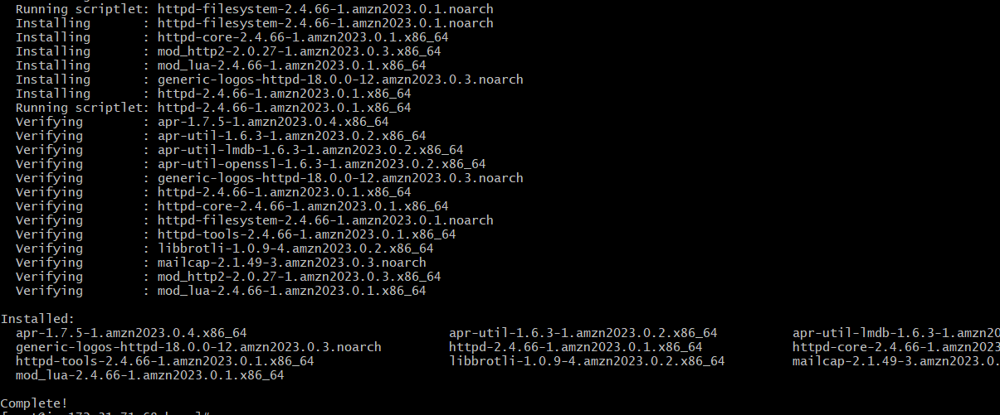 Running scriptlet: httpd-filesystem-2.4.66-1.amzn2023.0.1.noarch
Installing : httpd-filesystem-2.4.66-1.amzn2023.0.1.noarch
Installing : httpd-core-2.4.66-1.amzn2023.0.1.x86_64
Installing : mod_http2-2.0.27-1.amzn2023.0.3.x86_64
Installing : mod_lua-2.4.66-1.amzn2023.0.1.x86_64
Installing : generic-logos-httpd-18.0.0-12.amzn2023.0.3.noarch
Installing : httpd-2.4.66-1.amzn2023.0.1.x86_64
Running scriptlet: httpd-2.4.66-1.amzn2023.0.1.x86_64
Verifying : apr-1.7.5-1.amzn2023.0.4.x86_64
Verifying : apr-util-1.6.3-1.amzn2023.0.2.x86_64
Verifying : apr-util-lmdb-1.6.3-1.amzn2023.0.2.x86_64
Verifying : apr-util-openssl-1.6.3-1.amzn2023.0.2.x86_64
Verifying : generic-logos-httpd-18.0.0-12.amzn2023.0.3.noarch
Verifying : httpd-2.4.66-1.amzn2023.0.1.x86_64
Verifying : httpd-core-2.4.66-1.amzn2023.0.1.x86_64
Verifying : httpd-filesystem-2.4.66-1.amzn2023.0.1.noarch
Verifying : httpd-tools-2.4.66-1.amzn2023.0.1.x86_64
Verifying : libbrotli-1.0.9-4.amzn2023.0.2.x86_64
Verifying : mailcap-2.1.49-3.amzn2023.0.3.noarch
Verifying : mod_http2-2.0.27-1.amzn2023.0.3.x86_64
Verifying : mod_lua-2.4.66-1.amzn2023.0.1.x86_64
Installed:
apr-1.7.5-1.amzn2023.0.4.x86_64 apr-util-1.6.3-1.amzn2023.0.2.x86_64 apr-util-lmdb-1.6.3-1.amzn20
generic-logos-httpd-18.0.0-12.amzn2023.0.3.noarch httpd-2.4.66-1.amzn2023.0.1.x86_64 httpd-core-2.4.66-1.amzn2023
httpd-tools-2.4.66-1.amzn2023.0.1.x86_64 libbrotli-1.0.9-4.amzn2023.0.2.x86_64 mailcap-2.1.49-3.amzn2023.0.
mod_lua-2.4.66-1.amzn2023.0.1.x86_64
Complete!